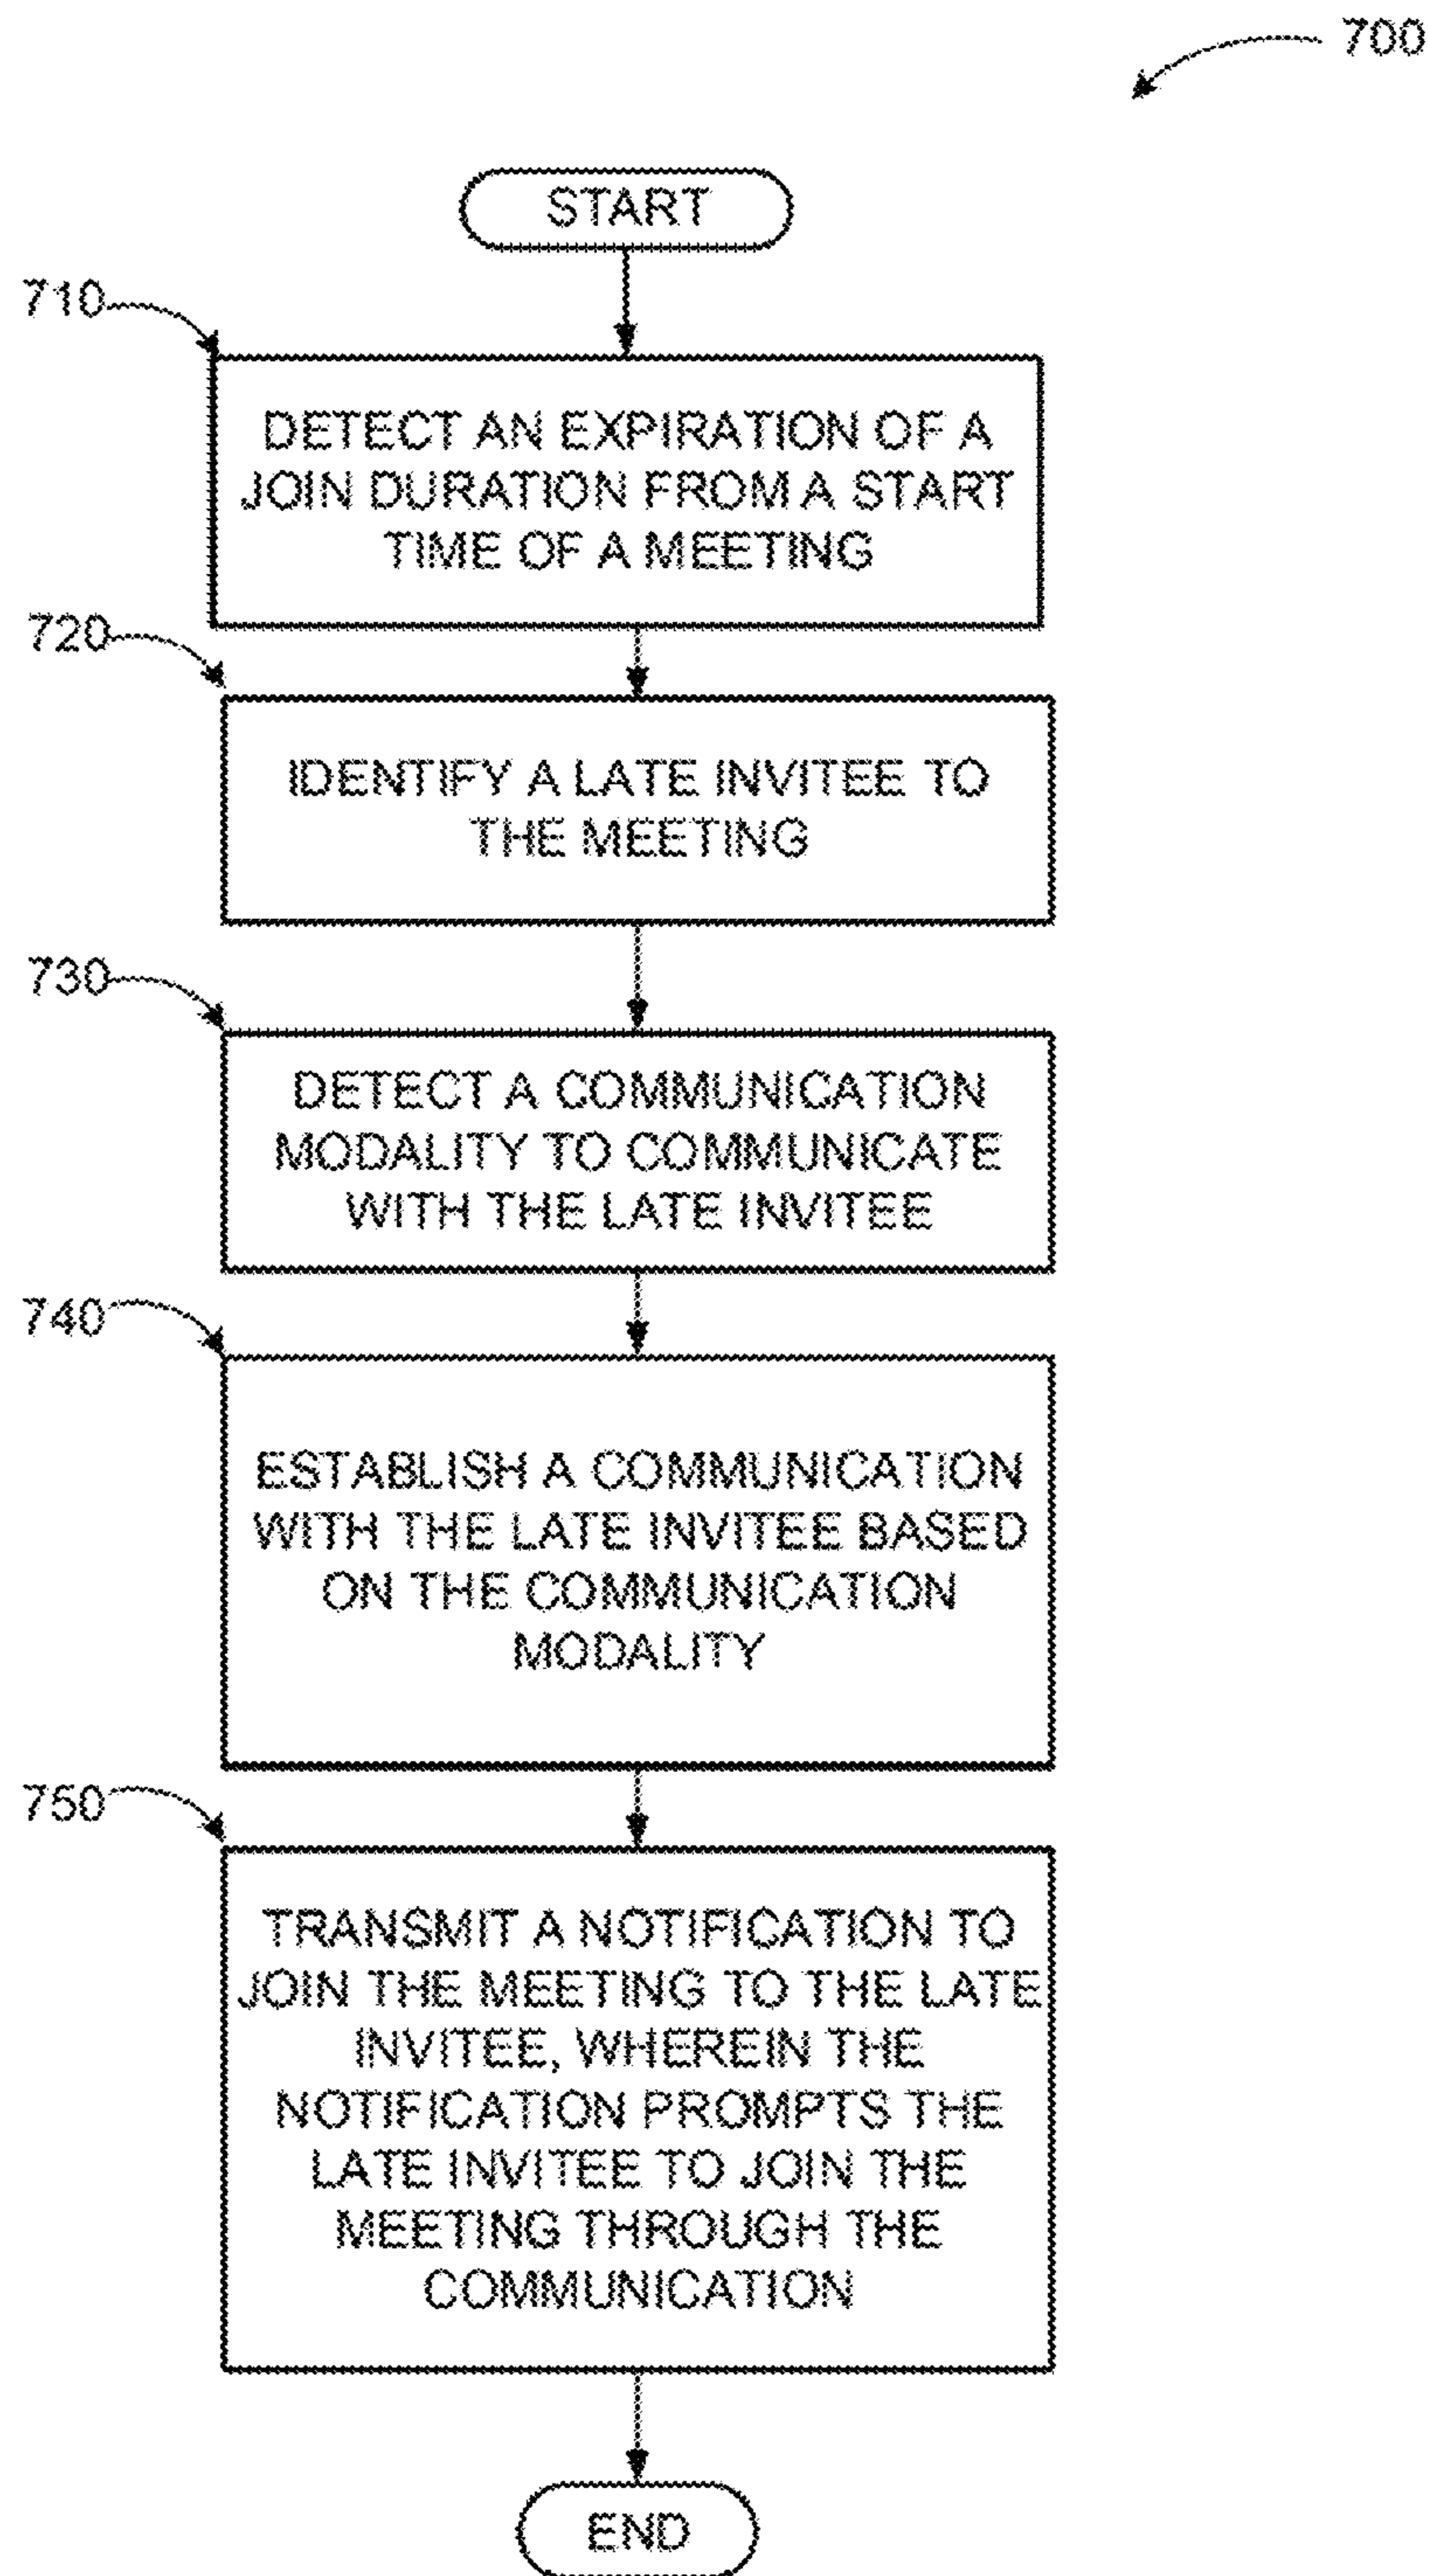 700
START
710
DETECT AN EXPIRATION OF A
JOIN DURATION FROM A START
TIME OF A MEETING
720
IDENTIFY A LATE INVITEE TO
THE MEETING
730
DETECT A COMMUNICATION
MODALITY TO COMMUNICATE
WITH THE LATE INVITEE
740
ESTABLISH A COMMUNICATION
WITH THE LATE INVITEE BASED
ON THE COMMUNICATION
MODALITY
750
TRANSMIT A NOTIFICATION TO
JOIN THE MEETING TO THE LATE
INVITEE, WHEREIN THE
NOTIFICATION PROMPTS THE
LATE INVITEE TO JOIN THE
MEETING THROUGH THE
COMMUNICATION
END